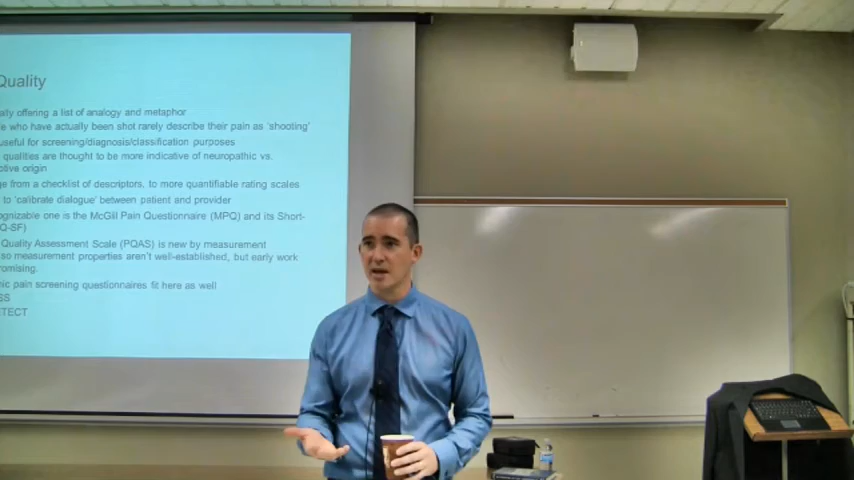 Quality
ally offering a list of analogy and metaphor
e who have actually been shot rarely describe their pain as 'shooting'
useful for screening/diagnosis/classification purposes
qualities are thought to be more indicative of neuropathic vs.
ptive origin
ge from a checklist of descriptors, to more quantifiable rating scales
to 'calibrate dialogue' between patient and provider
ognizable one is the McGill Pain Questionnaire (MPQ) and its Short-
Q-SF)
Quality Assessment Scale (PQAS) is new by measurement
so measurement properties aren't well-established, but early work
romising.
ic pain screening questionnaires fit here as well
SS
TECT